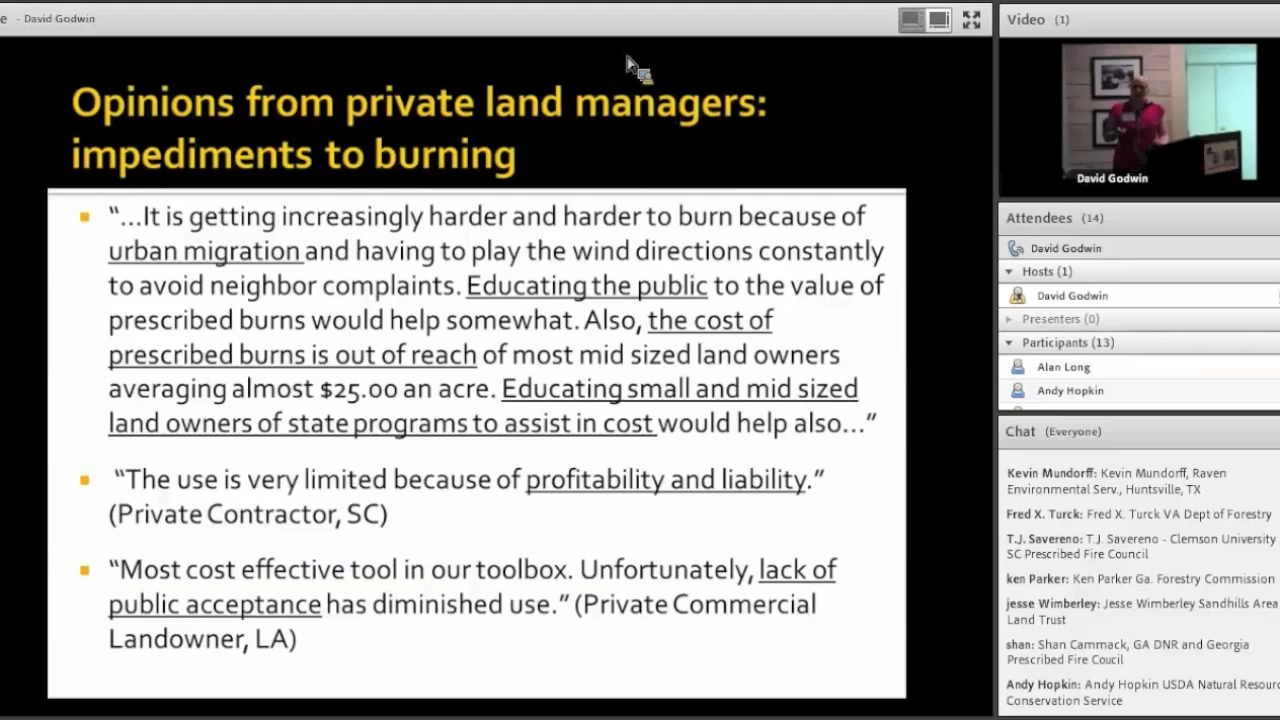 e - David Godwin
Opinions from private land managers:
impediments to burning
"...It is getting increasingly harder and harder to burn because of
urban migration and having to play the wind directions constantly
to avoid neighbor complaints. Educating the public to the value of
prescribed burns would help somewhat. Also, the cost of
prescribed burns is out of reach of most mid sized land owners
averaging almost $25.00 an acre. Educating small and mid sized
land owners of state programs to assist in cost would help also..."
"The use is very limited because of profitability and liability."
(Private Contractor, SC)
"Most cost effective tool in our toolbox. Unfortunately, lack of
public acceptance has diminished use." (Private Commercial
Landowner, LA)
Video (1)
David Godwin
Attendees (14)
David Godwin
Hosts (1)
David Godwin
Presenters (0)
Participants (13)
Alan Long
Andy Hopkin
Chat (Everyone)
Kevin Mundorff: Kevin Mundorff, Raven
Environmental Serv., Huntsville, TX
Fred X. Turck: Fred X. Turck VA Dept of Forestry
T.J. Savereno: T.J. Savereno - Clemson University
SC Prescribed Fire Council
ken Parker: Ken Parker Ga. Forestry Commission
jesse Wimberley: Jesse Wimberley Sandhills Area
Land Trust
shan: Shan Cammack, GA DNR and Georgia
Prescribed Fire Coucil
Andy Hopkin: Andy Hopkin USDA Natural Resourc
Conservation Service